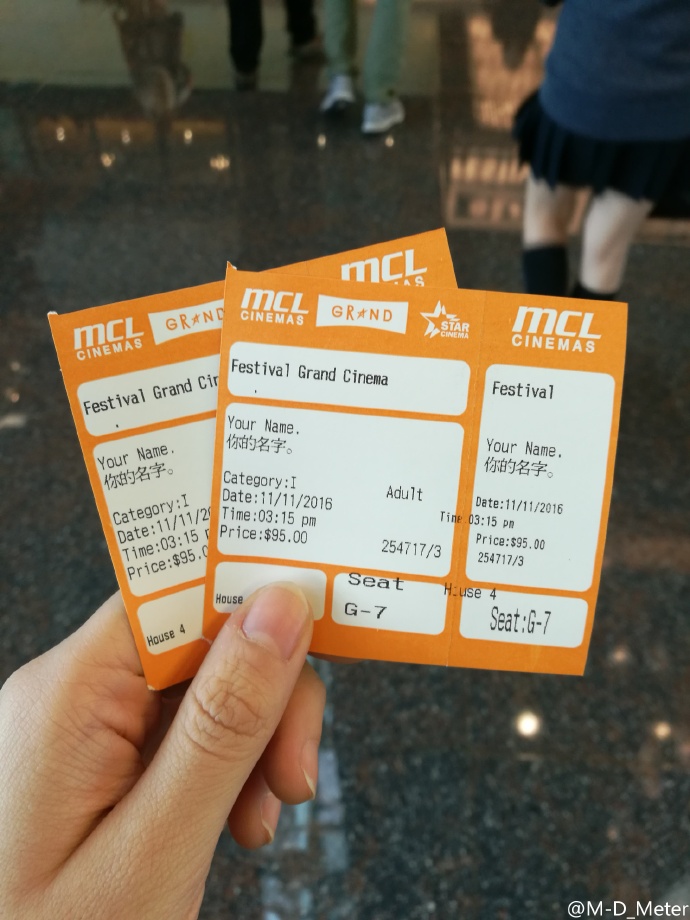 mCL
CINEMAS
GRAND
Festival Grand Cin
Your Name.
你的名字。
Category:I
Date:11/11/2
Time:03:15 p
Price:$95.0
House 4
mCL
CINEMAS
GRAND
STAR
CINEMA
Festival Grand Cinema
Your Name.
你的名字。
Category:I
Adult
Date:11/11/2016
Time:03:15 pm
Price:$95.00
254717/3
House
Seat
G-7
mCL
CINEMAS
Festival
Your Name.
你的名字。
Date:11/11/2016
Time:03:15 pm
Price:$95.00
254717/3
House 4
Seat:G-7
mCL
@M-D_Meter